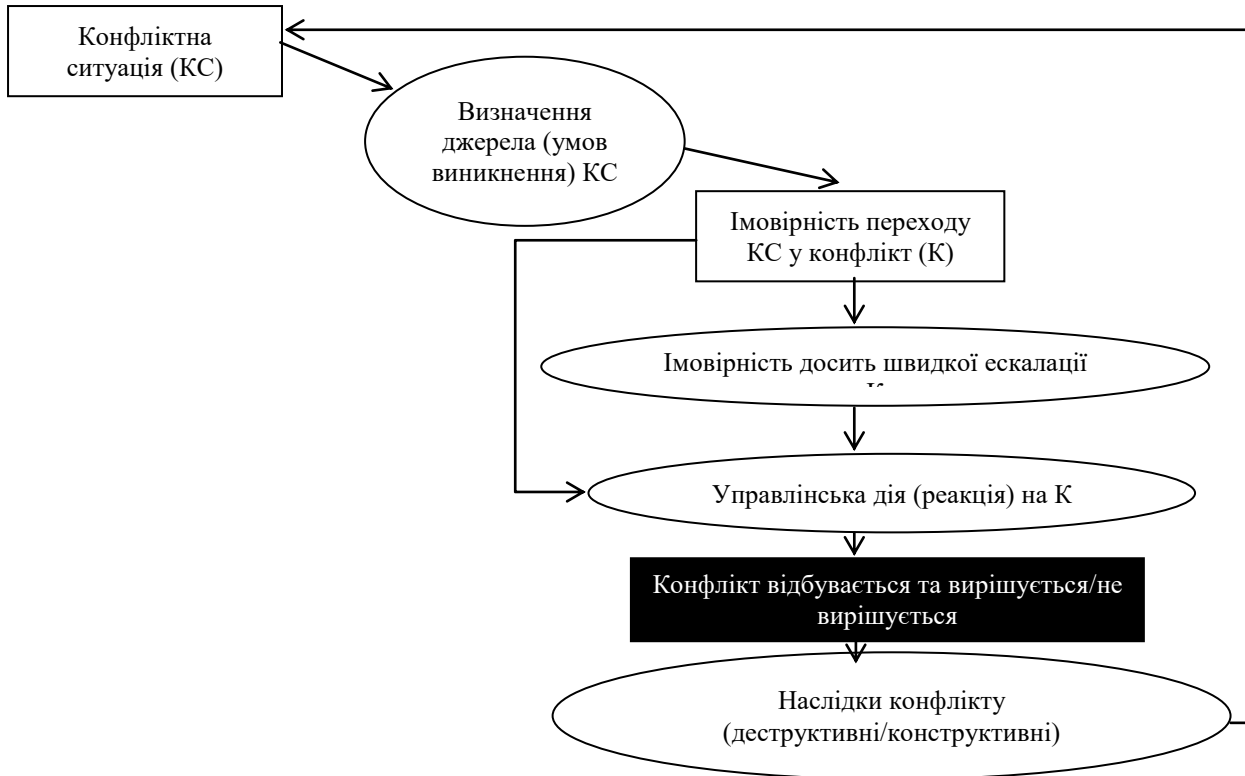 Конфліктна
ситуація (КС)
Визначення
джерела (умов
виникнення) КС
Імовірність переходу
КС у конфлікт (К)
Імовірність досить швидкої ескалації
Управлінська дія (реакція) на К
Конфлікт відбувається та вирішується/не
вирішується
Наслідки конфлікту
(деструктивні/конструктивні)